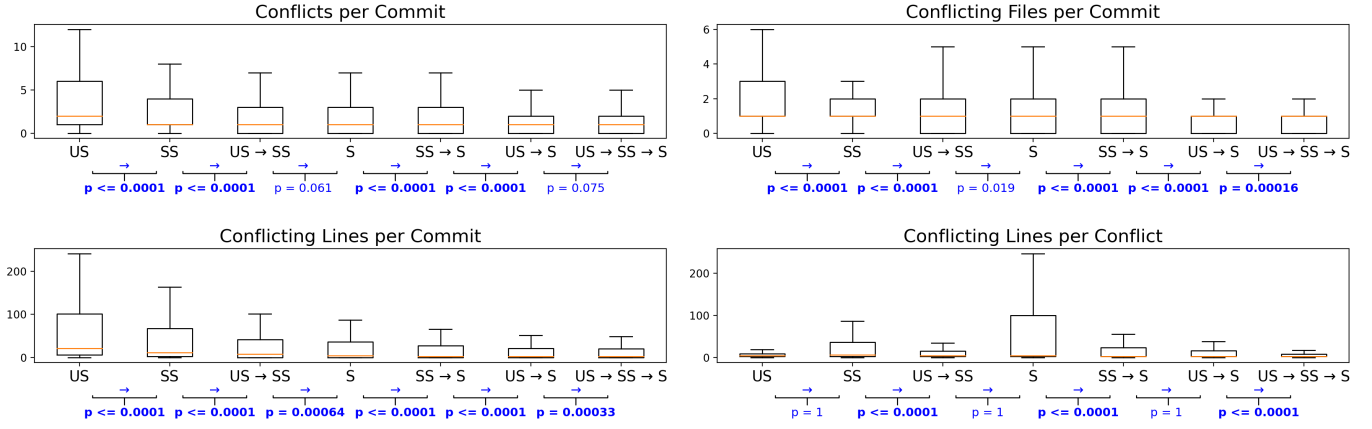 Conflicts per Commit
10
5
0
US SS US → SS S SS → S US → S US → SS → S
→ → → → → →
p <= 0.0001 p <= 0.0001 p = 0.061 p <= 0.0001 p <= 0.0001 p = 0.075
Conflicting Files per Commit
6
4
2
0
US SS US → SS S SS → S US → S US → SS → S
→ → → → → →
p <= 0.0001 p <= 0.0001 p = 0.019 p <= 0.0001 p <= 0.0001 p = 0.00016
Conflicting Lines per Commit
200
100
0
US SS US → SS S SS → S US → S US → SS → S
→ → → → → →
p <= 0.0001 p <= 0.0001 p = 0.00064 p <= 0.0001 p <= 0.0001 p = 0.00033
Conflicting Lines per Conflict
200
100
0
US SS US → SS S SS → S US → S US → SS → S
→ → → → → →
p = 1 p <= 0.0001 p = 1 p <= 0.0001 p = 1 p <= 0.0001